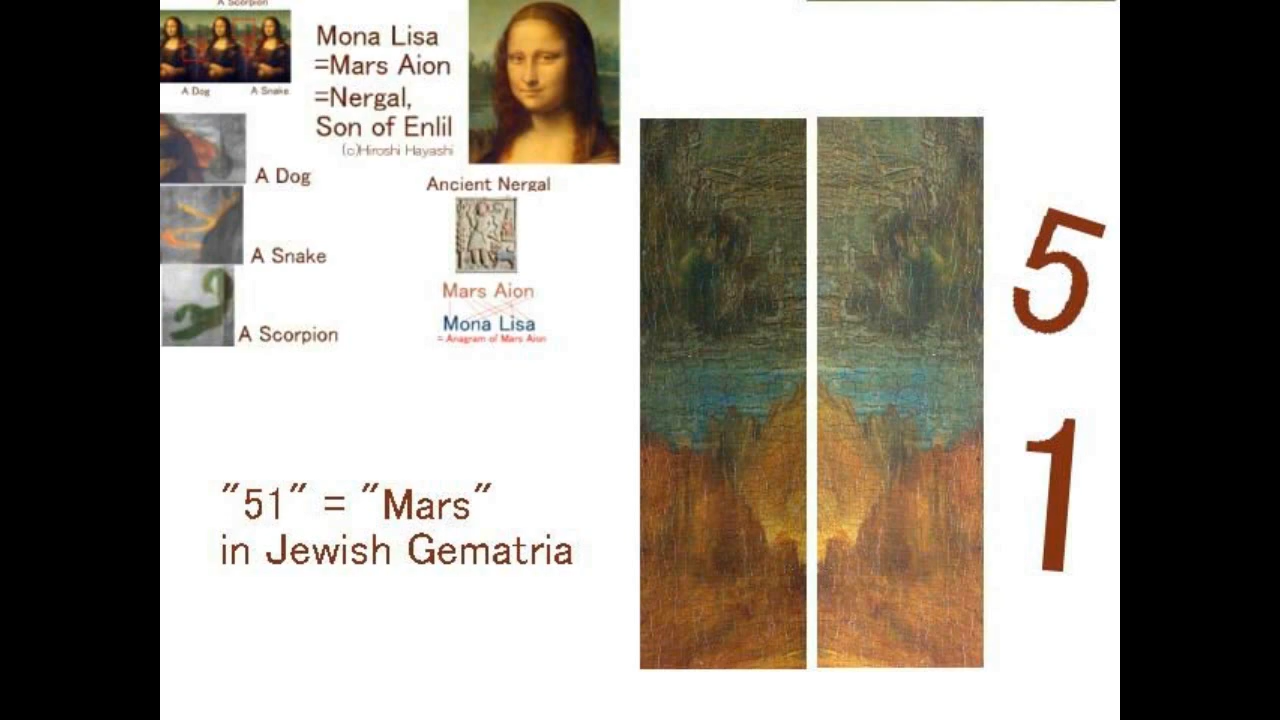 A Scorpion
A Dog
A Snake
Mona Lisa
=Mars Aion
=Nergal,
Son of Enlil
(c)Hiroshi Hayashi
A Dog
A Snake
A Scorpion
Ancient Nergal
Mars Aion
Mona Lisa
= Anagram of Mars Aion
5
1
"51" = "Mars"
in Jewish Gematria